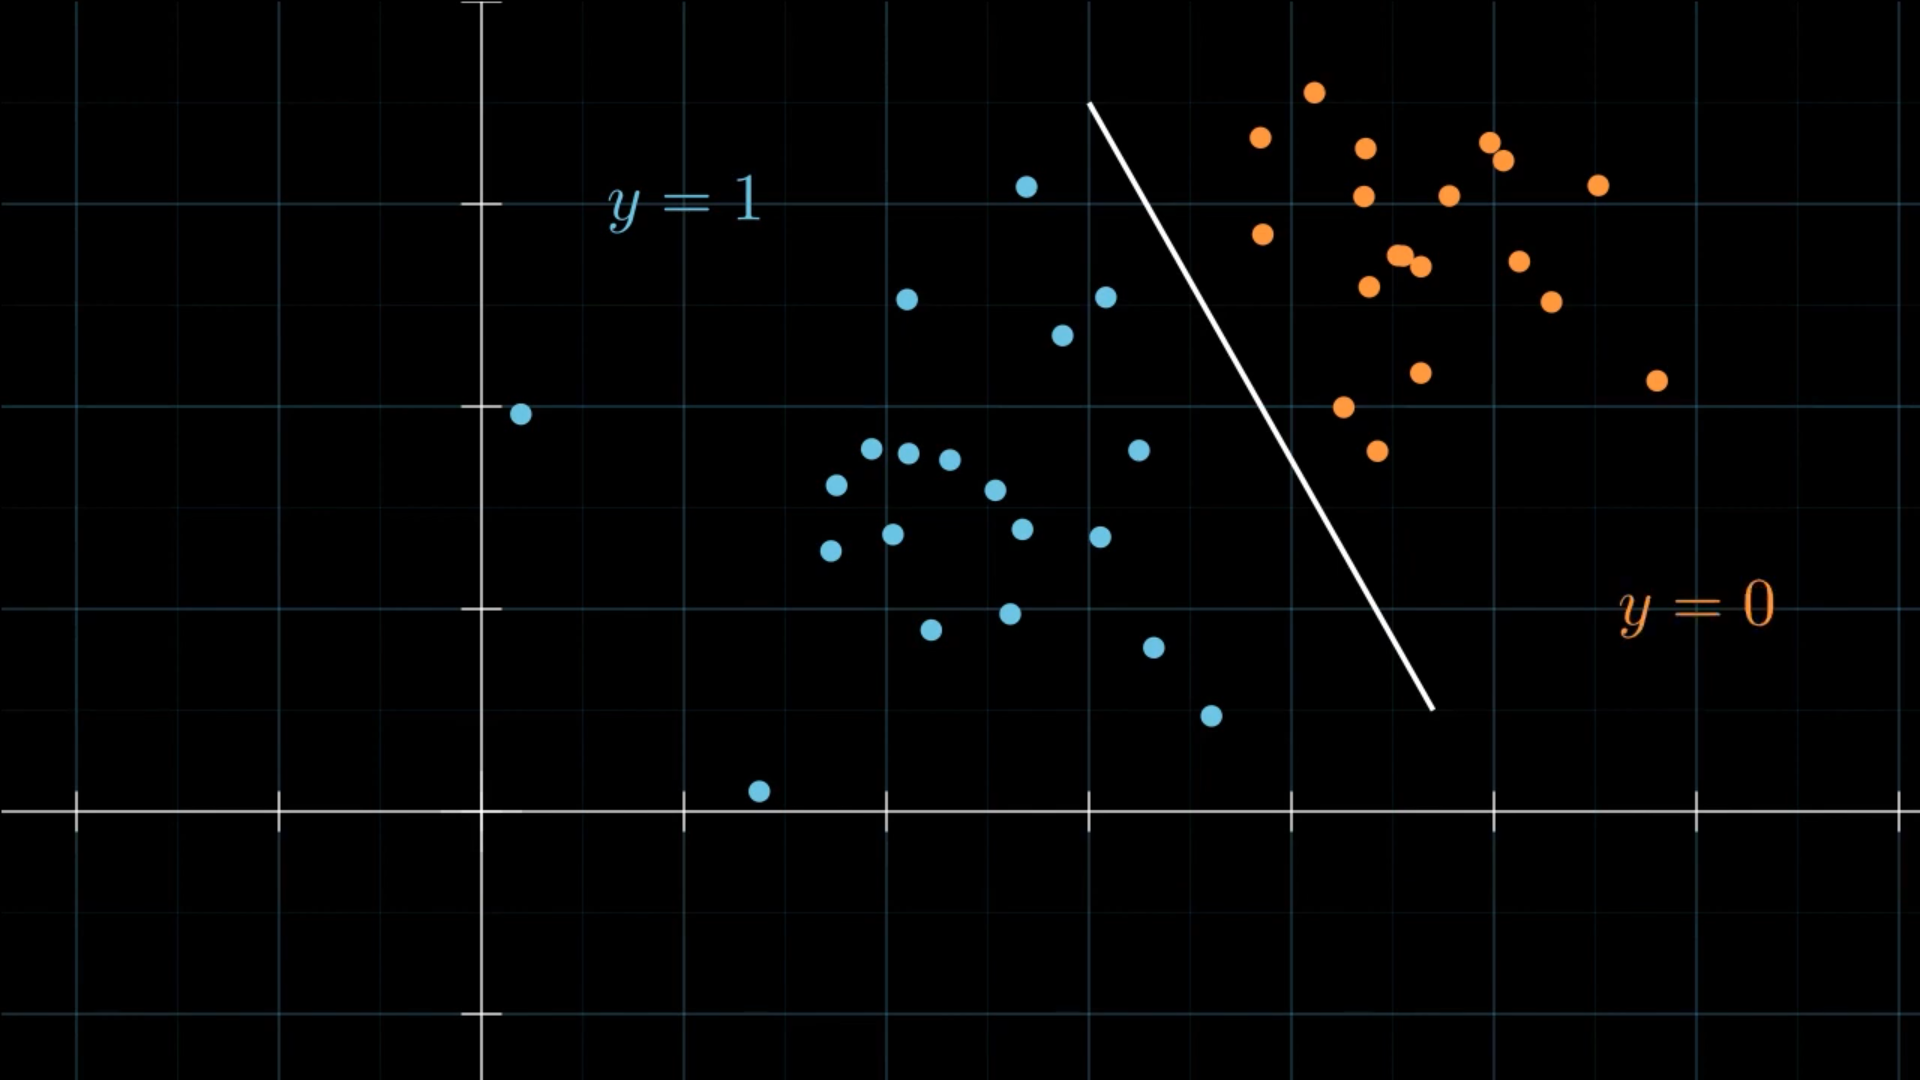 y = 1
y = 0